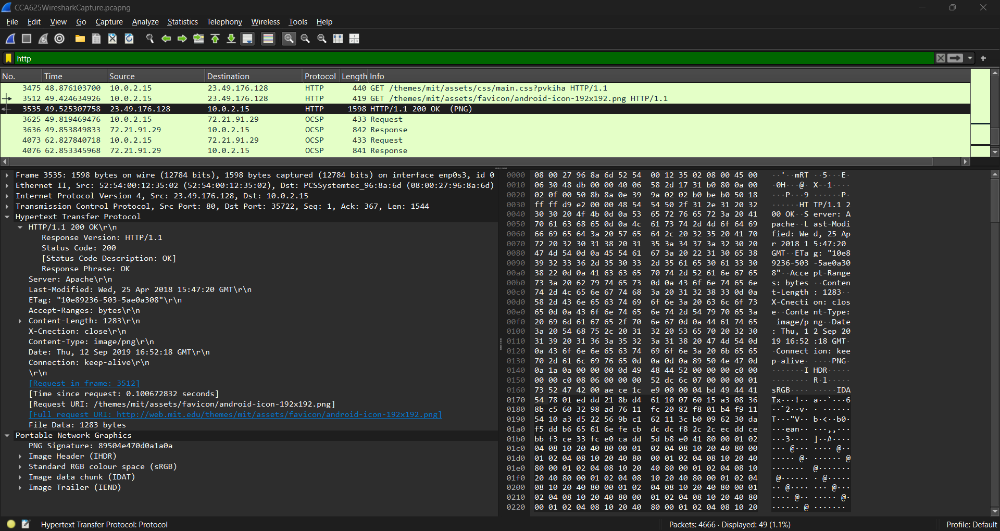 CCA625WiresharkCapture.pcapng
File Edit View Go Capture Analyze Statistics Telephony Wireless Tools Help
http
No. Time Source Destination Protocol Length Info
3475 48.876103700 10.0.2.15 23.49.176.128 HTTP 440 GET /themes/mit/assets/css/main.css?pvkiha HTTP/1.1
3512 49.424634926 10.0.2.15 23.49.176.128 HTTP 419 GET /themes/mit/assets/favicon/android-icon-192x192.png HTTP/1.1
3535 49.525307758 23.49.176.128 10.0.2.15 HTTP 1598 HTTP/1.1 200 OK  (PNG)
3625 49.819469476 10.0.2.15 72.21.91.29 OCSP 433 Request
3636 49.853849833 72.21.91.29 10.0.2.15 OCSP 842 Response
4073 62.827840718 10.0.2.15 72.21.91.29 OCSP 433 Request
4076 62.853345968 72.21.91.29 10.0.2.15 OCSP 841 Response
Frame 3535: 1598 bytes on wire (12784 bits), 1598 bytes captured (12784 bits) on interface enp0s3, id 0
Ethernet II, Src: 52:54:00:12:35:02 (52:54:00:12:35:02), Dst: PCSSystemtec_96:8a:6d (08:00:27:96:8a:6d)
Internet Protocol Version 4, Src: 23.49.176.128, Dst: 10.0.2.15
Transmission Control Protocol, Src Port: 80, Dst Port: 35722, Seq: 1, Ack: 367, Len: 1544
Hypertext Transfer Protocol
HTTP/1.1 200 OK\r\n
Response Version: HTTP/1.1
Status Code: 200
[Status Code Description: OK]
Response Phrase: OK
Server: Apache\r\n
Last-Modified: Wed, 25 Apr 2018 15:47:20 GMT\r\n
ETag: "10e89236-503-5ae0a308"\r\n
Accept-Ranges: bytes\r\n
Content-Length: 1283\r\n
X-Cnection: close\r\n
Content-Type: image/png\r\n
Date: Thu, 12 Sep 2019 16:52:18 GMT\r\n
Connection: keep-alive\r\n
\r\n
[Request in frame: 3512]
[Time since request: 0.100672832 seconds]
[Request URI: /themes/mit/assets/favicon/android-icon-192x192.png]
[Full request URI: http://web.mit.edu/themes/mit/assets/favicon/android-icon-192x192.png]
File Data: 1283 bytes
Portable Network Graphics
PNG Signature: 89504e470d0a1a0a
Image Header (IHDR)
Standard RGB colour space (sRGB)
Image data chunk (IDAT)
Image Trailer (IEND)
0000 08 00 27 96 8a 6d 52 54 00 12 35 02 08 00 45 00 ··'··mRT ··5···E·
0010 06 30 48 db 00 00 40 06 58 2d 17 31 b0 80 0a 00 ·0H···@· X-·1····
0020 02 0f 00 50 8b 8a 0e 39 9a 02 02 b0 be b0 50 18 ···P···9 ······P·
0030 ff ff d9 e2 00 00 48 54 54 50 2f 31 2e 31 20 32 ······HT TP/1.1 2
0040 30 30 20 4f 4b 0d 0a 53 65 72 76 65 72 3a 20 41 00 OK··S erver: A
0050 70 61 63 68 65 0d 0a 4c 61 73 74 2d 4d 6f 64 69 pache··L ast-Modi
0060 66 69 65 64 3a 20 57 65 64 2c 20 32 35 20 41 70 fied: We d, 25 Ap
0070 72 20 32 30 31 38 20 31 35 3a 34 37 3a 32 30 20 r 2018 1 5:47:20
0080 47 4d 54 0d 0a 45 54 61 67 3a 20 22 31 30 65 38 GMT··ETa g: "10e8
0090 39 32 33 36 2d 35 30 33 2d 35 61 65 30 61 33 30 9236-503 -5ae0a30
00a0 38 22 0d 0a 41 63 63 65 70 74 2d 52 61 6e 67 65 8"··Acce pt-Range
00b0 73 3a 20 62 79 74 65 73 0d 0a 43 6f 6e 74 65 6e s: bytes ··Conten
00c0 74 2d 4c 65 6e 67 74 68 3a 20 31 32 38 33 0d 0a t-Length : 1283··
00d0 58 2d 43 6e 65 63 74 69 6f 6e 3a 20 63 6c 6f 73 X-Cnecti on: clos
00e0 65 0d 0a 43 6f 6e 74 65 6e 74 2d 54 79 70 65 3a e··Conte nt-Type:
00f0 20 69 6d 61 67 65 2f 70 6e 67 0d 0a 44 61 74 65 image/p ng··Date
0100 3a 20 54 68 75 2c 20 31 32 20 53 65 70 20 32 30 : Thu, 1 2 Sep 20
0110 31 39 20 31 36 3a 35 32 3a 31 38 20 47 4d 54 0d 19 16:52 :18 GMT·
0120 0a 43 6f 6e 6e 65 63 74 69 6f 6e 3a 20 6b 65 65 ·Connect ion: kee
0130 70 2d 61 6c 69 76 65 0d 0a 0d 0a 89 50 4e 47 0d p-alive· ····PNG·
0140 0a 1a 0a 00 00 00 0d 49 48 44 52 00 00 00 c0 00 ·······I HDR·····
0150 00 00 c0 08 06 00 00 00 52 dc 6c 07 00 00 00 01 ········ R·l·····
0160 73 52 47 42 00 ae ce 1c e9 00 00 04 bd 49 44 41 sRGB···· ·····IDA
0170 54 78 01 ed dd 21 8b d4 61 10 07 60 15 a3 08 36 Tx···!·· a··`···6
0180 8b c5 60 32 98 ad 76 11 fc 20 82 f8 01 b4 f9 11 ··`2··v· · ······
0190 54 10 a3 d5 22 56 9b c1 62 11 3c b0 09 62 30 da T···"V·· b·<··b0·
01a0 f5 dd b6 65 61 6e fe cb dc dc f8 2c 2c ec dd ce ···ean·· ···,,···
01b0 bb f3 ce 33 fc e0 ca dd 5d b8 e0 41 80 00 01 02 ···3···· ]··A····
01c0 04 08 10 20 40 80 00 01 02 04 08 10 20 40 80 00 ··· @··· ···· @··
01d0 01 02 04 08 10 20 40 80 00 01 02 04 08 10 20 40 ····· @· ······ @
01e0 80 00 01 02 04 08 10 20 40 80 00 01 02 04 08 10 ·······  @·······
01f0 20 40 80 00 01 02 04 08 10 20 40 80 00 01 02 04 @······ · @·····
0200 08 10 20 40 80 00 01 02 04 08 10 20 40 80 00 01 ·· @···· ··· @···
0210 02 04 08 10 20 40 80 00 01 02 04 08 10 20 40 80 ···· @·· ····· @·
0220 00 01 02 04 08 10 20 40 80 00 01 02 04 08 10 20 ······ @ ·······
Hypertext Transfer Protocol: Protocol
Packets: 4666 · Displayed: 49 (1.1%)
Profile: Default